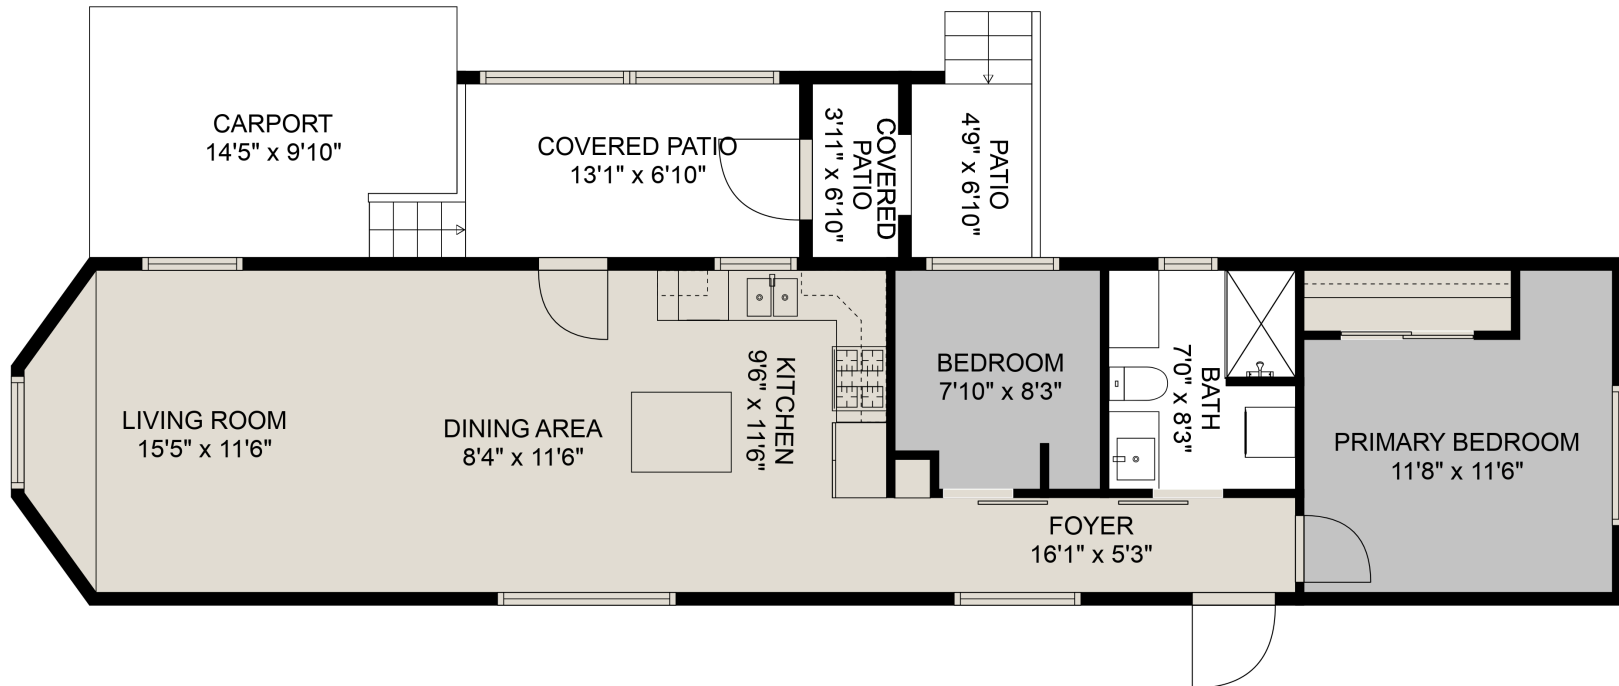 CARPORT
14'5" x 9'10"
COVERED PATIO
13'1" x 6'10"
COVERED
PATIO
3'11" x 6'10"
PATIO
4'9" x 6'10"
LIVING ROOM
15'5" x 11'6"
DINING AREA
8'4" x 11'6"
KITCHEN
9'6" x 11'6"
BEDROOM
7'10" x 8'3"
BATH
7'0" x 8'3"
PRIMARY BEDROOM
11'8" x 11'6"
FOYER
16'1" x 5'3"